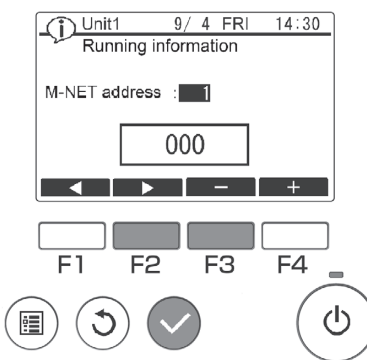 Unit1 9/ 4 FRI 14:30
Running information
M-NET address : 1
000
− +
F1 F2 F3 F4